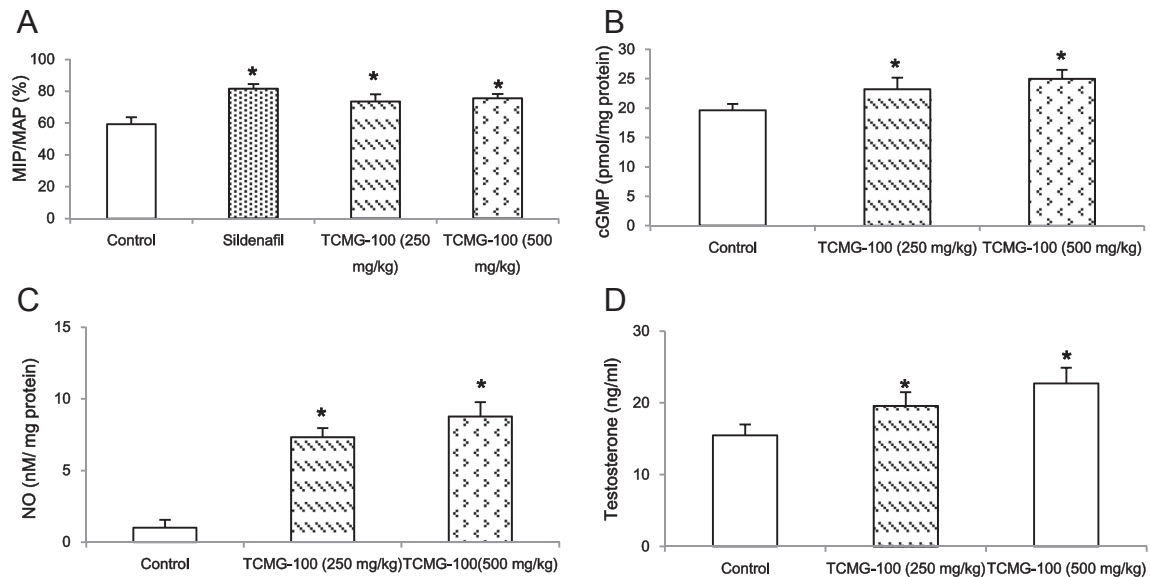 A
MIP/MAP (%)
100
80
60
40
20
0
*
*
*
Control
Sildenafil
TCMG-100 (250
mg/kg)
TCMG-100 (500
mg/kg)
B
cGMP (pmol/mg protein)
30
25
20
15
10
5
0
*
*
Control
TCMG-100 (250 mg/kg)
TCMG-100 (500 mg/kg)
C
NO (nM/ mg protein)
15
10
5
0
*
*
Control
TCMG-100 (250 mg/kg)
TCMG-100(500 mg/kg)
D
Testosterone (ng/ml)
30
20
10
0
*
*
Control
TCMG-100 (250 mg/kg)
TCMG-100 (500 mg/kg)